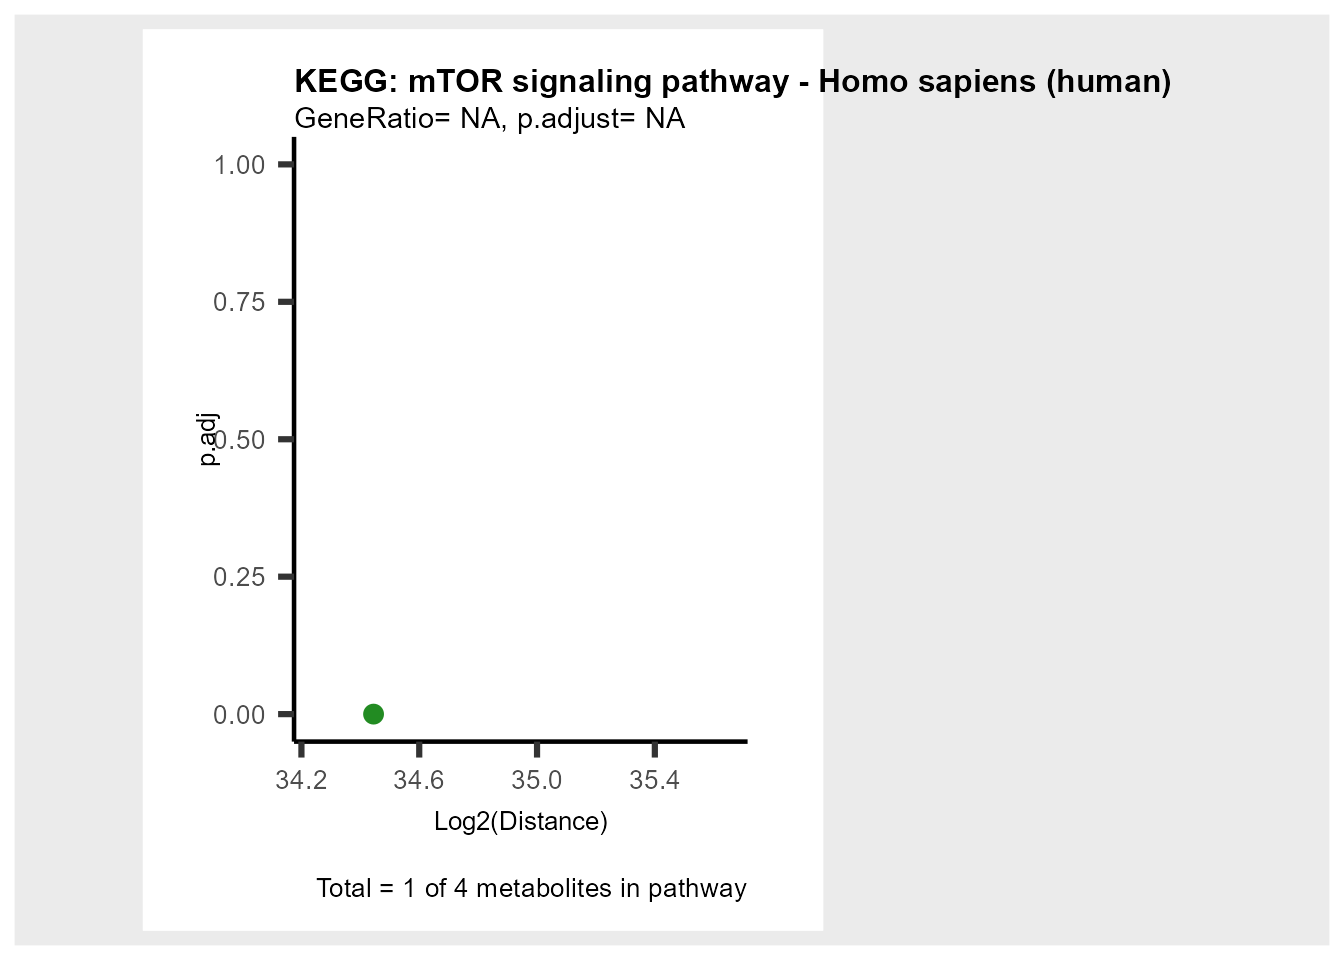 KEGG: mTOR signaling pathway - Homo sapiens (human)
GeneRatio= NA, p.adjust= NA
1.00
0.75
p.adj
0.50
0.25
0.00
34.2 34.6 35.0 35.4
Log2(Distance)
Total = 1 of 4 metabolites in pathway